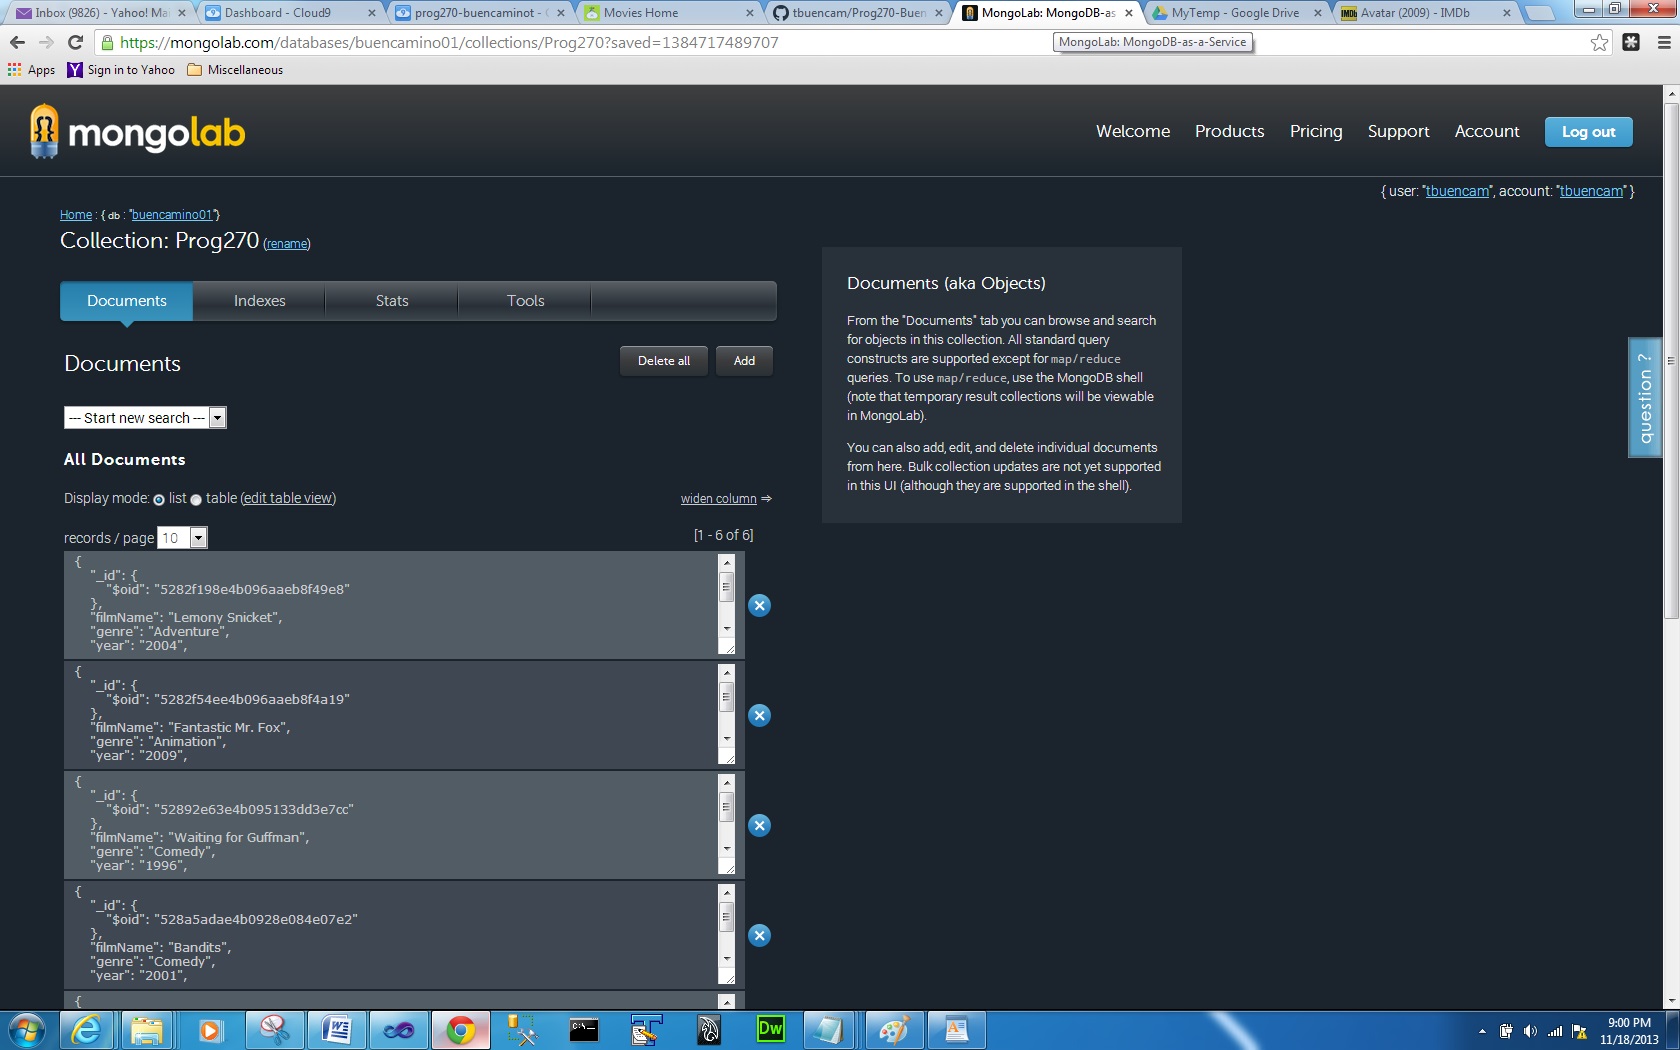 Inbox (9826) - Yahoo! Mai
Dashboard - Cloud9
prog270-buencaminot - 
Movies Home
tbuencam/Prog270-Buen
MongoLab: MongoDB-as
MyTemp - Google Drive
IMDb Avatar (2009) - IMDb
https://mongolab.com/databases/buencamino01/collections/Prog270?saved=1384717489707
MongoLab: MongoDB-as-a-Service
Apps
Sign in to Yahoo
Miscellaneous
mongolab
Welcome
Products
Pricing
Support
Account
Log out
{ user: "tbuencam", account: "tbuencam" }
Home : { db : "buencamino01"}
Collection: Prog270 (rename)
Documents
Indexes
Stats
Tools
Documents
Delete all
Add
--- Start new search ---
All Documents
Display mode: list table (edit table view)
widen column ⇒
records / page 10
[1 - 6 of 6]
{
"_id": {
"$oid": "5282f198e4b096aaeb8f49e8"
},
"filmName": "Lemony Snicket",
"genre": "Adventure",
"year": "2004",
{
"_id": {
"$oid": "5282f54ee4b096aaeb8f4a19"
},
"filmName": "Fantastic Mr. Fox",
"genre": "Animation",
"year": "2009",
{
"_id": {
"$oid": "52892e63e4b095133dd3e7cc"
},
"filmName": "Waiting for Guffman",
"genre": "Comedy",
"year": "1996",
{
"_id": {
"$oid": "528a5adae4b0928e084e07e2"
},
"filmName": "Bandits",
"genre": "Comedy",
"year": "2001",
{
Documents (aka Objects)
From the "Documents" tab you can browse and search
for objects in this collection. All standard query
constructs are supported except for map/reduce
queries. To use map/reduce, use the MongoDB shell
(note that temporary result collections will be viewable
in MongoLab).
You can also add, edit, and delete individual documents
from here. Bulk collection updates are not yet supported
in this UI (although they are supported in the shell).
question ?
Dw
9:00 PM
11/18/2013